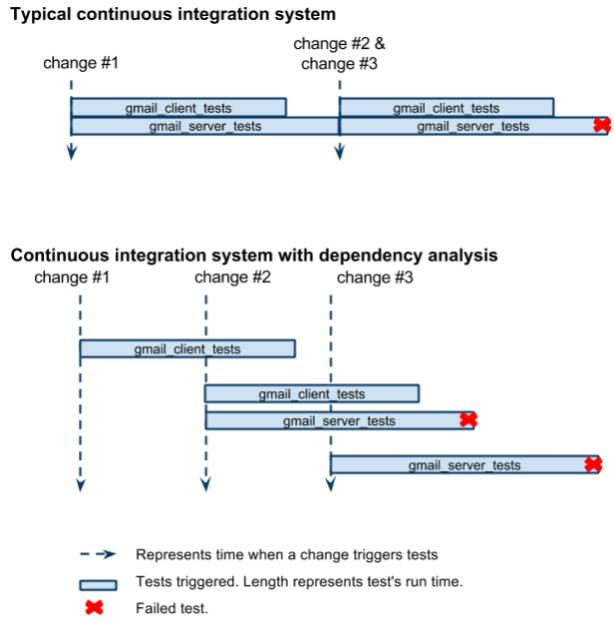 Typical continuous integration system
change #1
change #2 &
change #3
gmail_client_tests
gmail_client_tests
gmail_server_tests
gmail_server_tests
Continuous integration system with dependency analysis
change #1
change #2
change #3
gmail_client_tests
gmail_client_tests
gmail_server_tests
gmail_server_tests
Represents time when a change triggers tests
Tests triggered. Length represents test's run time.
Failed test.